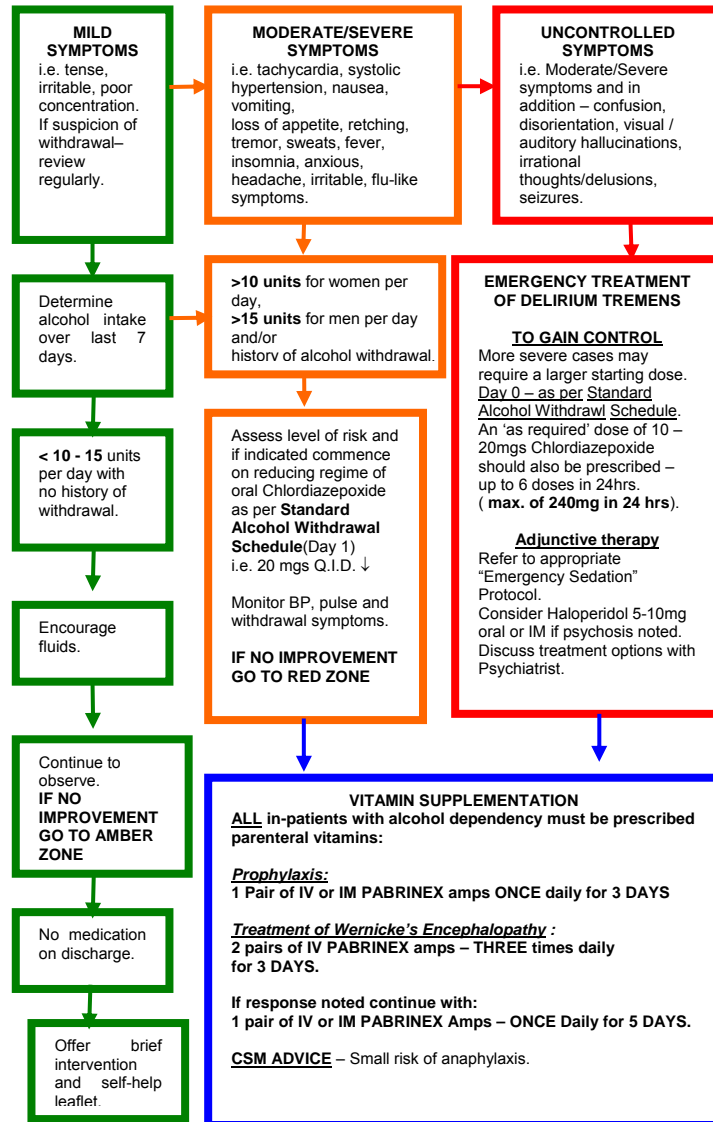 MILD
SYMPTOMS
i.e. tense,
irritable, poor
concentration.
If suspicion of
withdrawal–
review
regularly.
MODERATE/SEVERE
SYMPTOMS
i.e. tachycardia, systolic
hypertension, nausea,
vomiting,
loss of appetite, retching,
tremor, sweats, fever,
insomnia, anxious,
headache, irritable, flu-like
symptoms.
UNCONTROLLED
SYMPTOMS
i.e. Moderate/Severe
symptoms and in
addition – confusion,
disorientation, visual /
auditory hallucinations,
irrational
thoughts/delusions,
seizures.
Determine
alcohol intake
over last 7
days.
>10 units for women per
day,
>15 units for men per day
and/or
history of alcohol withdrawal.
EMERGENCY TREATMENT
OF DELIRIUM TREMENS
TO GAIN CONTROL
More severe cases may
require a larger starting dose.
Day 0 – as per Standard
Alcohol Withdrawl Schedule.
An ‘as required’ dose of 10 –
20mgs Chlordiazepoxide
should also be prescribed –
up to 6 doses in 24hrs.
( max. of 240mg in 24 hrs).
Adjunctive therapy
Refer to appropriate
“Emergency Sedation”
Protocol.
Consider Haloperidol 5-10mg
oral or IM if psychosis noted.
Discuss treatment options with
Psychiatrist.
< 10 - 15 units
per day with
no history of
withdrawal.
Assess level of risk and
if indicated commence
on reducing regime of
oral Chlordiazepoxide
as per Standard
Alcohol Withdrawal
Schedule(Day 1)
i.e. 20 mgs Q.I.D. ↓
Monitor BP, pulse and
withdrawal symptoms.
IF NO IMPROVEMENT
GO TO RED ZONE
Encourage
fluids.
Continue to
observe.
IF NO
IMPROVEMENT
GO TO AMBER
ZONE
No medication
on discharge.
Offer brief
intervention
and self-help
leaflet.
VITAMIN SUPPLEMENTATION
ALL in-patients with alcohol dependency must be prescribed
parenteral vitamins:
Prophylaxis:
1 Pair of IV or IM PABRINEX amps ONCE daily for 3 DAYS
Treatment of Wernicke’s Encephalopathy :
2 pairs of IV PABRINEX amps – THREE times daily
for 3 DAYS.
If response noted continue with:
1 pair of IV or IM PABRINEX Amps – ONCE Daily for 5 DAYS.
CSM ADVICE – Small risk of anaphylaxis.